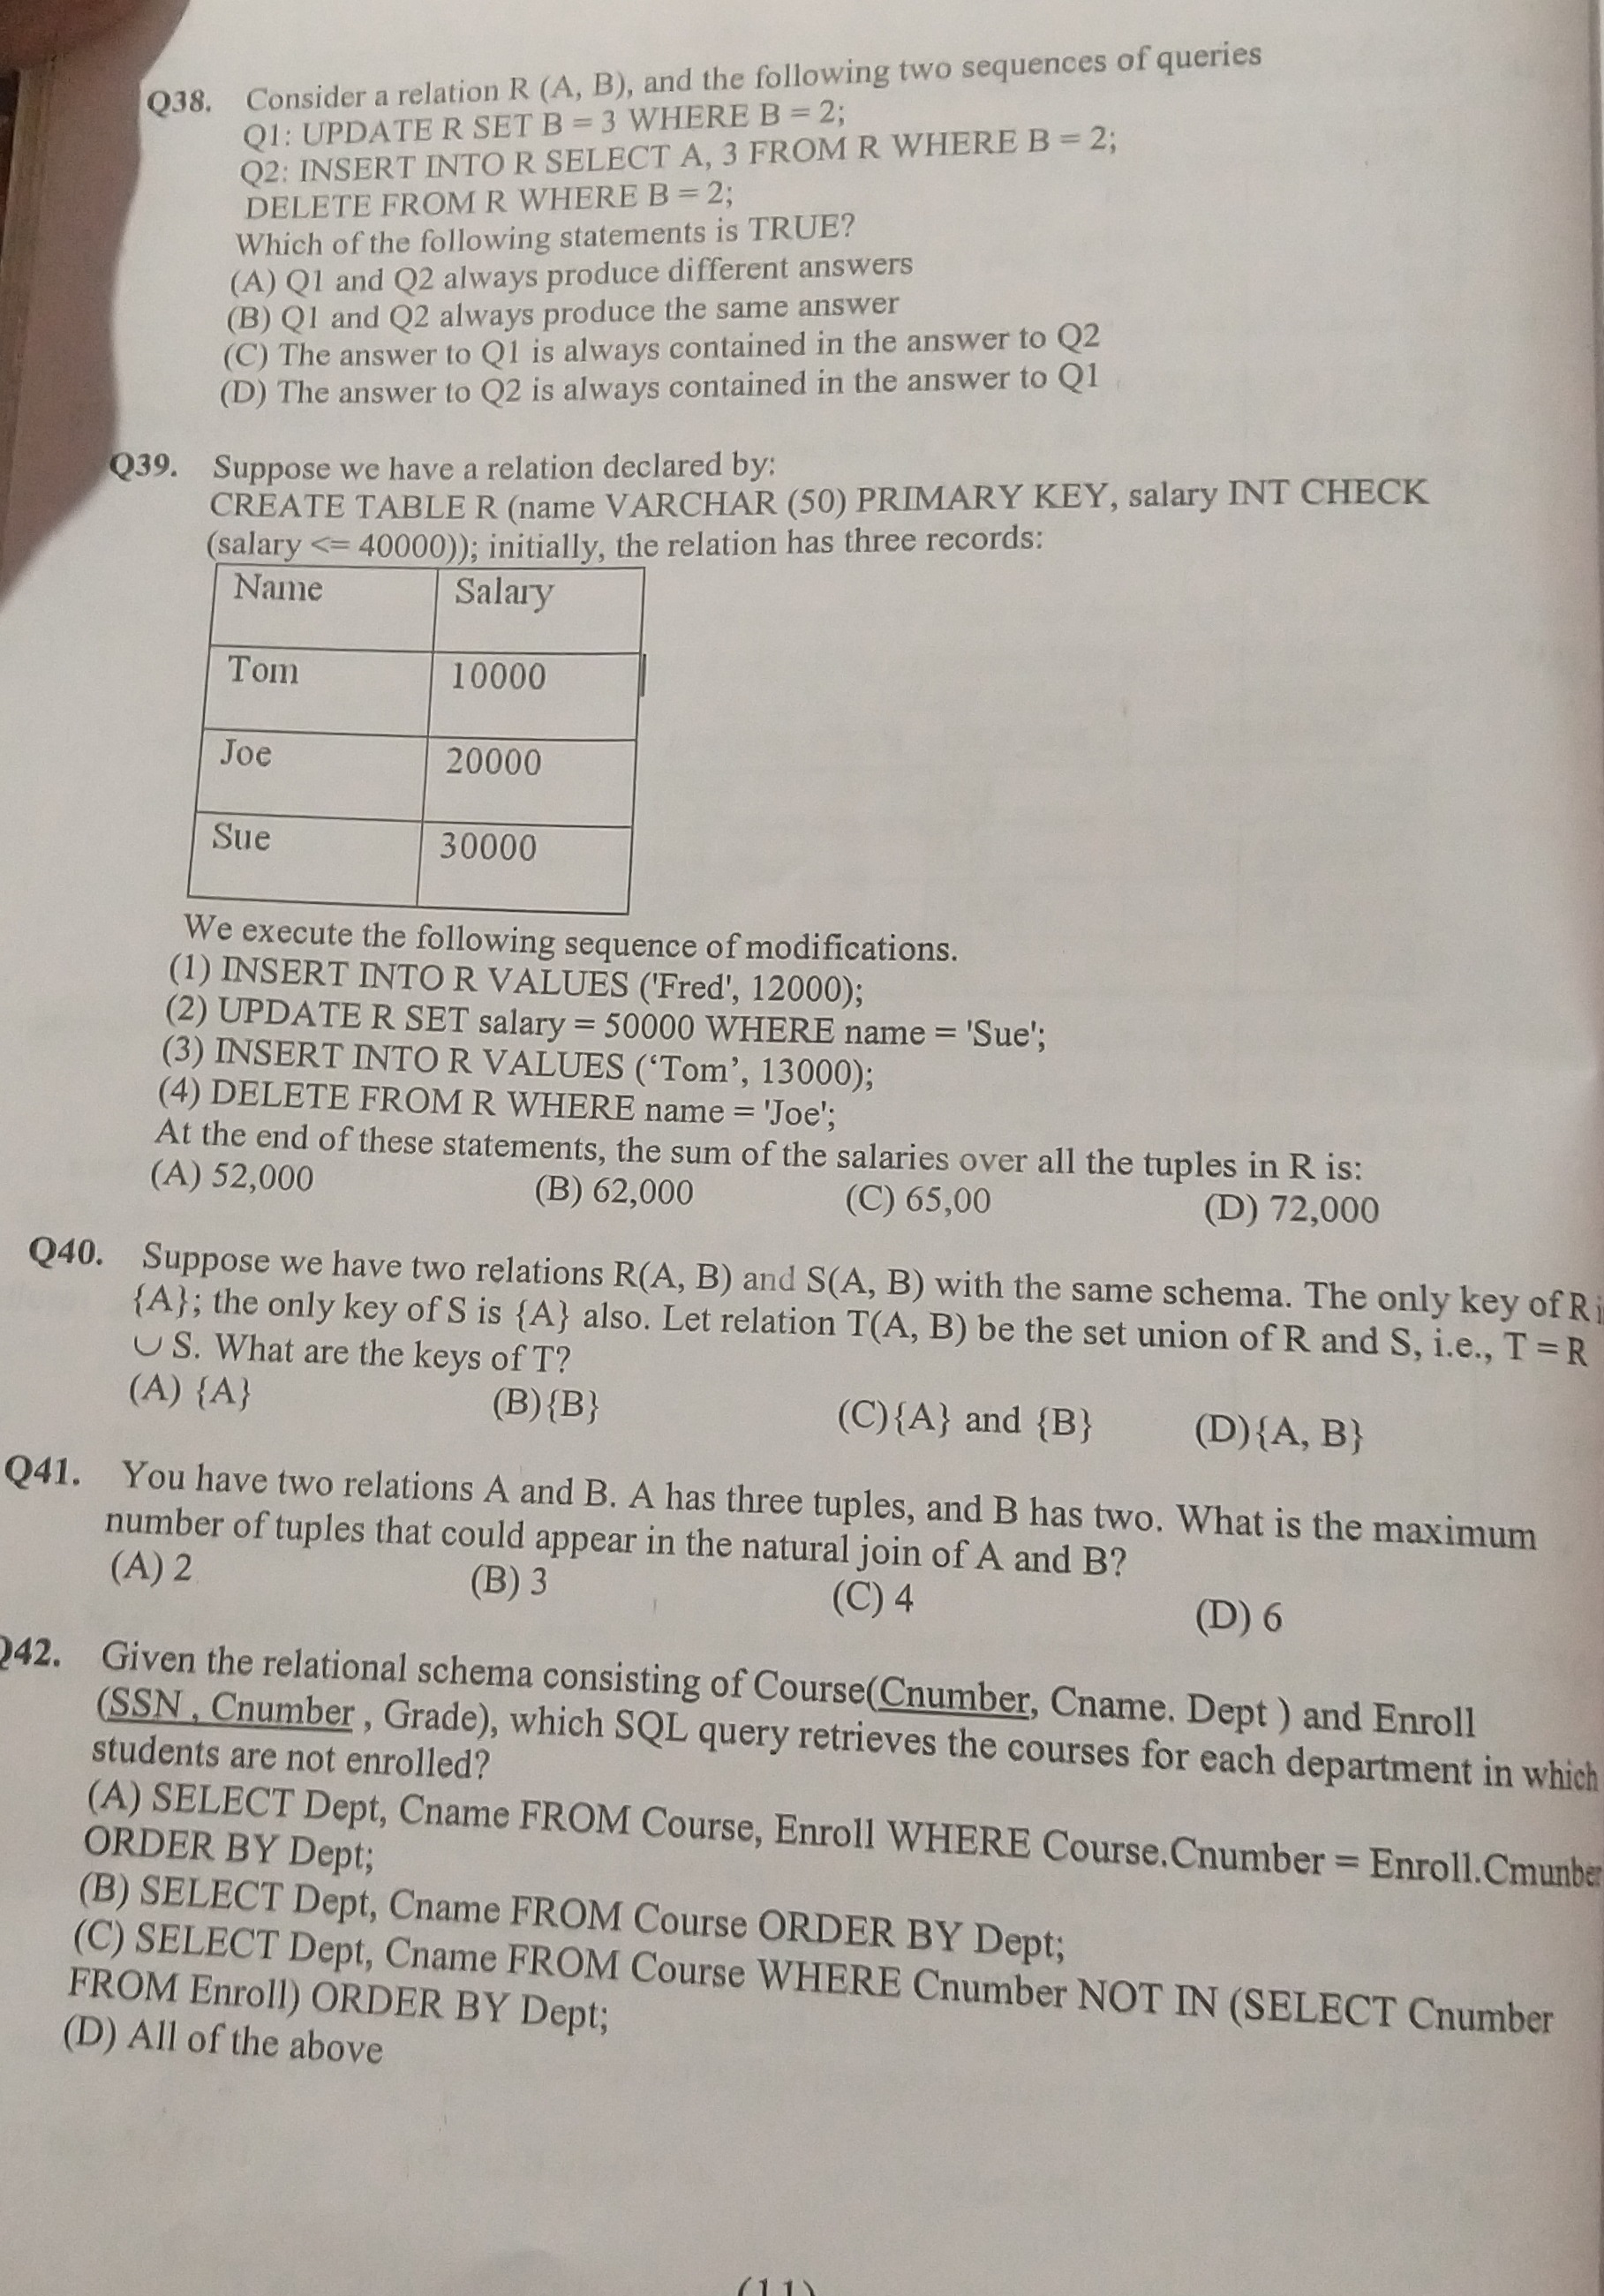 Q38. Consider a relation R (A, B), and the following two sequences of queries
Q1: UPDATE R SET B = 3 WHERE B = 2;
Q2: INSERT INTO R SELECT A, 3 FROM R WHERE B = 2;
DELETE FROM R WHERE B = 2;
Which of the following statements is TRUE?
(A) Q1 and Q2 always produce different answers
(B) Q1 and Q2 always produce the same answer
(C) The answer to Q1 is always contained in the answer to Q2
(D) The answer to Q2 is always contained in the answer to Q1
Q39. Suppose we have a relation declared by:
CREATE TABLE R (name VARCHAR (50) PRIMARY KEY, salary INT CHECK
(salary <= 40000)); initially, the relation has three records:
Name Salary
Tom 10000
Joe 20000
Sue 30000
We execute the following sequence of modifications.
(1) INSERT INTO R VALUES ('Fred', 12000);
(2) UPDATE R SET salary = 50000 WHERE name = 'Sue';
(3) INSERT INTO R VALUES (‘Tom’, 13000);
(4) DELETE FROM R WHERE name = 'Joe';
At the end of these statements, the sum of the salaries over all the tuples in R is:
(A) 52,000 (B) 62,000 (C) 65,00 (D) 72,000
Q40. Suppose we have two relations R(A, B) and S(A, B) with the same schema. The only key of R
{A}; the only key of S is {A} also. Let relation T(A, B) be the set union of R and S, i.e., T = R
∪ S. What are the keys of T?
(A) {A} (B){B} (C){A} and {B} (D){A, B}
Q41. You have two relations A and B. A has three tuples, and B has two. What is the maximum
number of tuples that could appear in the natural join of A and B?
(A) 2 (B) 3 (C) 4 (D) 6
Q42. Given the relational schema consisting of Course(Cnumber, Cname. Dept ) and Enroll
(SSN , Cnumber , Grade), which SQL query retrieves the courses for each department in which
students are not enrolled?
(A) SELECT Dept, Cname FROM Course, Enroll WHERE Course.Cnumber = Enroll.Cmunber
ORDER BY Dept;
(B) SELECT Dept, Cname FROM Course ORDER BY Dept;
(C) SELECT Dept, Cname FROM Course WHERE Cnumber NOT IN (SELECT Cnumber
FROM Enroll) ORDER BY Dept;
(D) All of the above
(11)